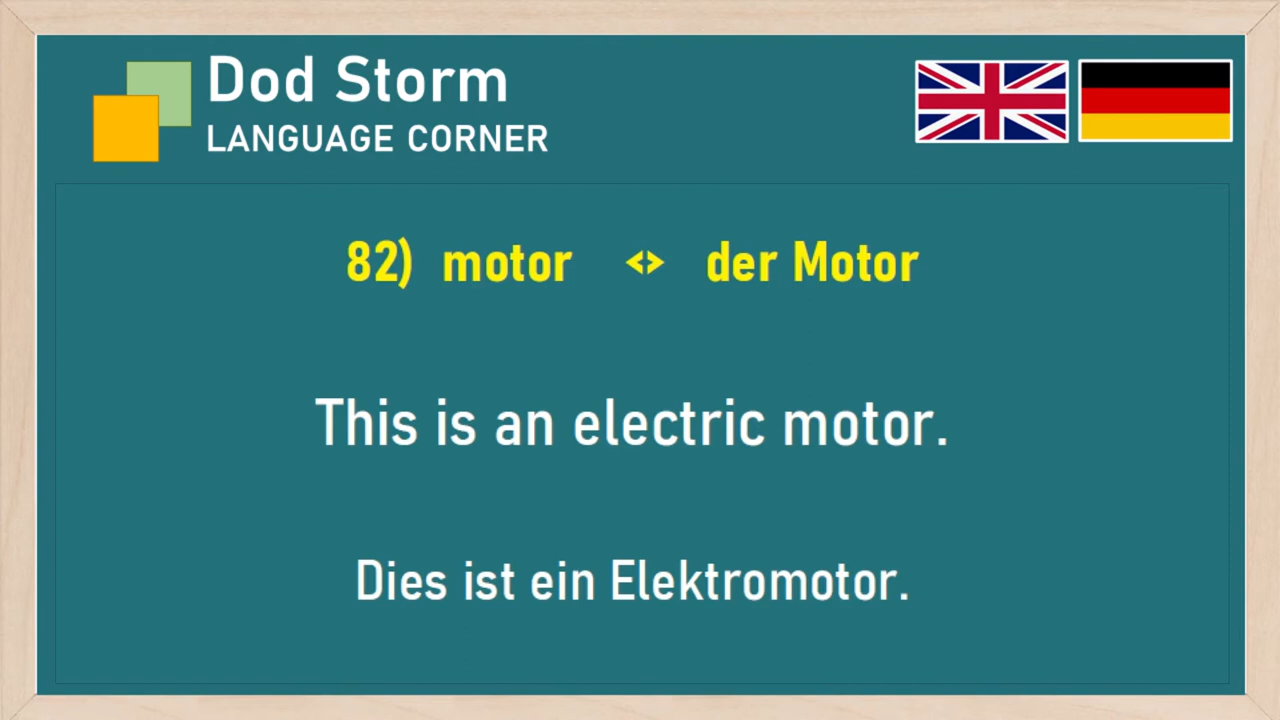 Dod Storm
LANGUAGE CORNER
82) motor <> der Motor
This is an electric motor.
Dies ist ein Elektromotor.